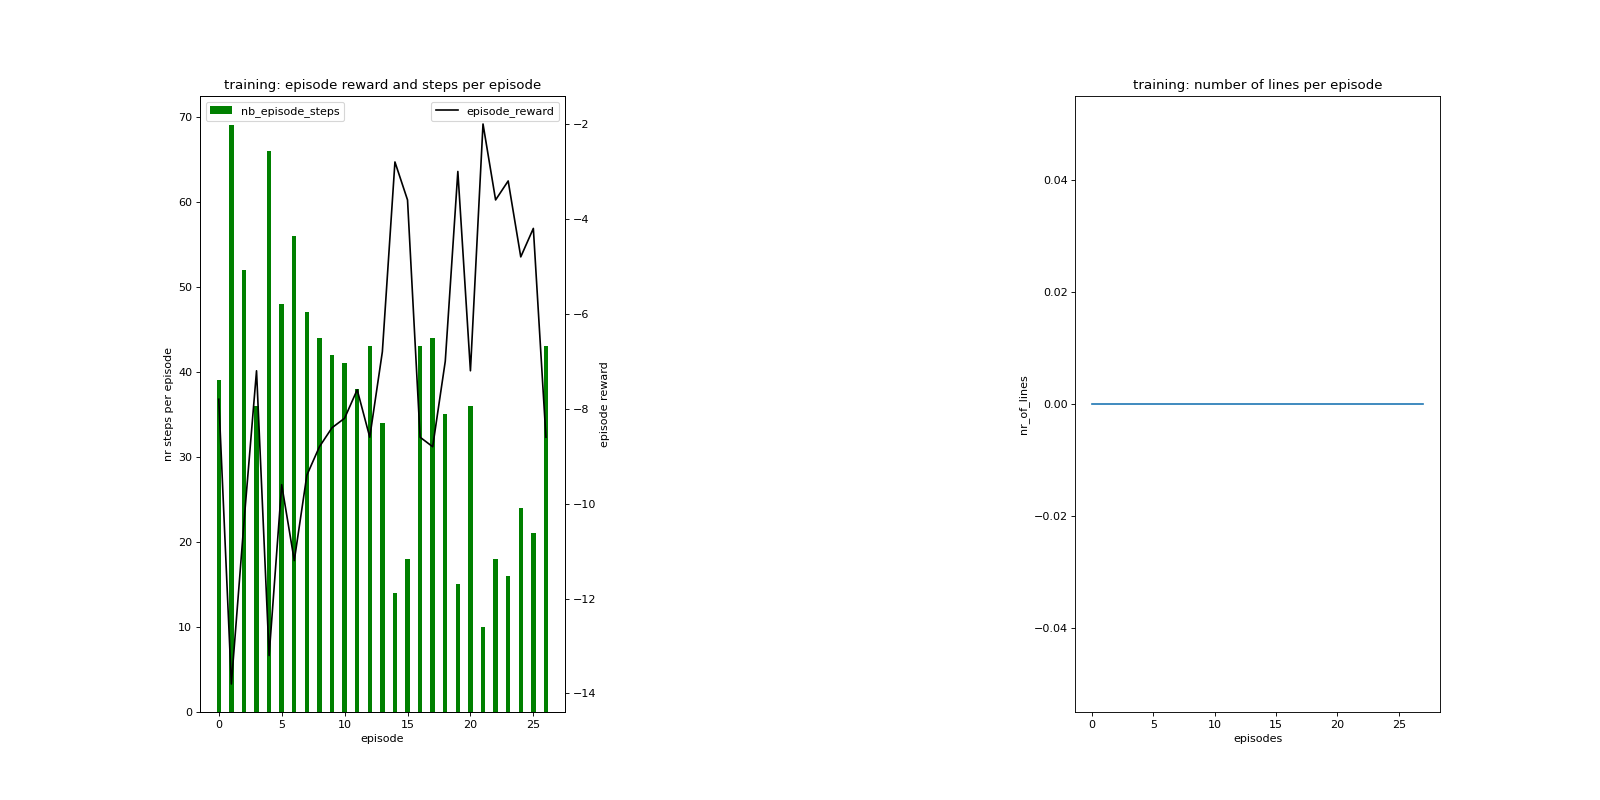 training: episode reward and steps per episode
nb_episode_steps
episode_reward
70
60
50
40
30
20
10
0
nr steps per episode
−2
−4
−6
−8
−10
−12
−14
episode reward
0 5 10 15 20 25
episode
training: number of lines per episode
0.04
0.02
0.00
−0.02
−0.04
nr_of_lines
0 5 10 15 20 25
episodes